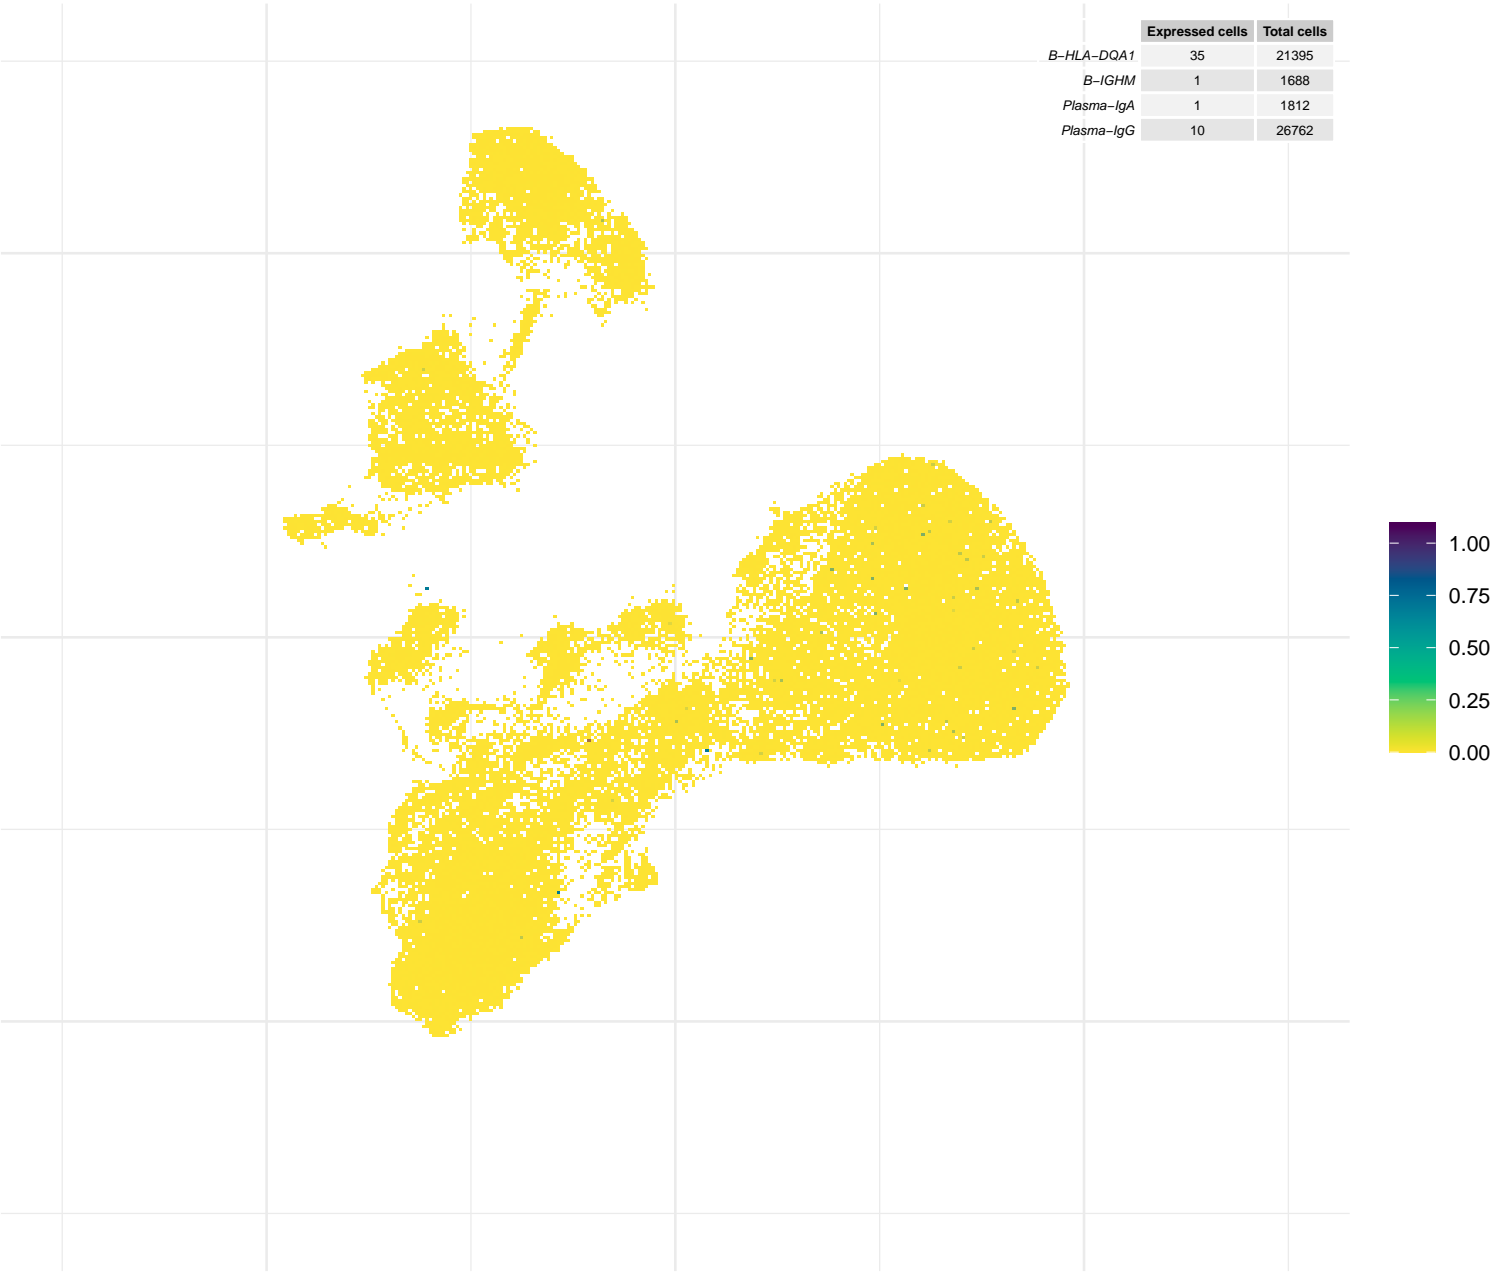 Expressed cells Total cells
B−HLA−DQA1 35 21395
B−IGHM 1 1688
Plasma−IgA 1 1812
Plasma−IgG 10 26762
1.00
0.75
0.50
0.25
0.00